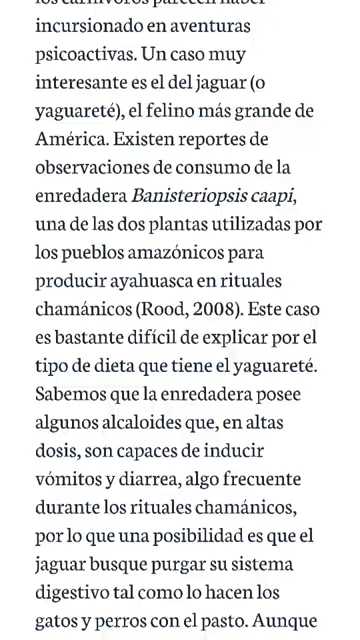 los carnívoros parecen haber
incursionado en aventuras
psicoactivas. Un caso muy
interesante es el del jaguar (o
yaguareté), el felino más grande de
América. Existen reportes de
observaciones de consumo de la
enredadera Banisteriopsis caapi,
una de las dos plantas utilizadas por
los pueblos amazónicos para
producir ayahuasca en rituales
chamánicos (Rood, 2008). Este caso
es bastante difícil de explicar por el
tipo de dieta que tiene el yaguareté.
Sabemos que la enredadera posee
algunos alcaloides que, en altas
dosis, son capaces de inducir
vómitos y diarrea, algo frecuente
durante los rituales chamánicos,
por lo que una posibilidad es que el
jaguar busque purgar su sistema
digestivo tal como lo hacen los
gatos y perros con el pasto. Aunque